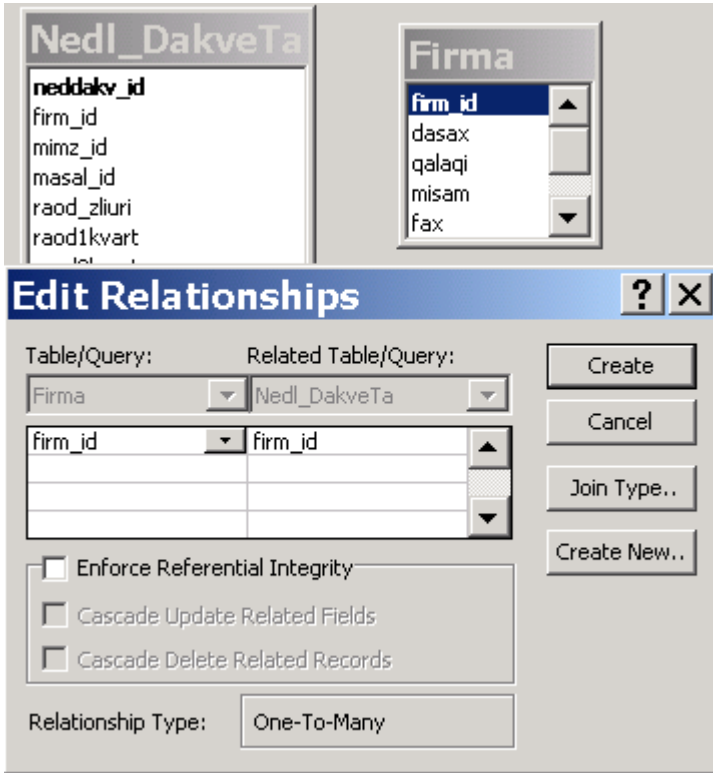 Nedl_DakveTa
neddakv_id
firm_id
mimz_id
masal_id
raod_zliuri
raod1kvart
Firma
firm_id
dasax
qalaqi
misam
fax
Edit Relationships
Table/Query: Related Table/Query:
Firma Nedl_DakveTa
firm_id firm_id
Enforce Referential Integrity
Cascade Update Related Fields
Cascade Delete Related Records
Relationship Type: One-To-Many
Create
Cancel
Join Type..
Create New..